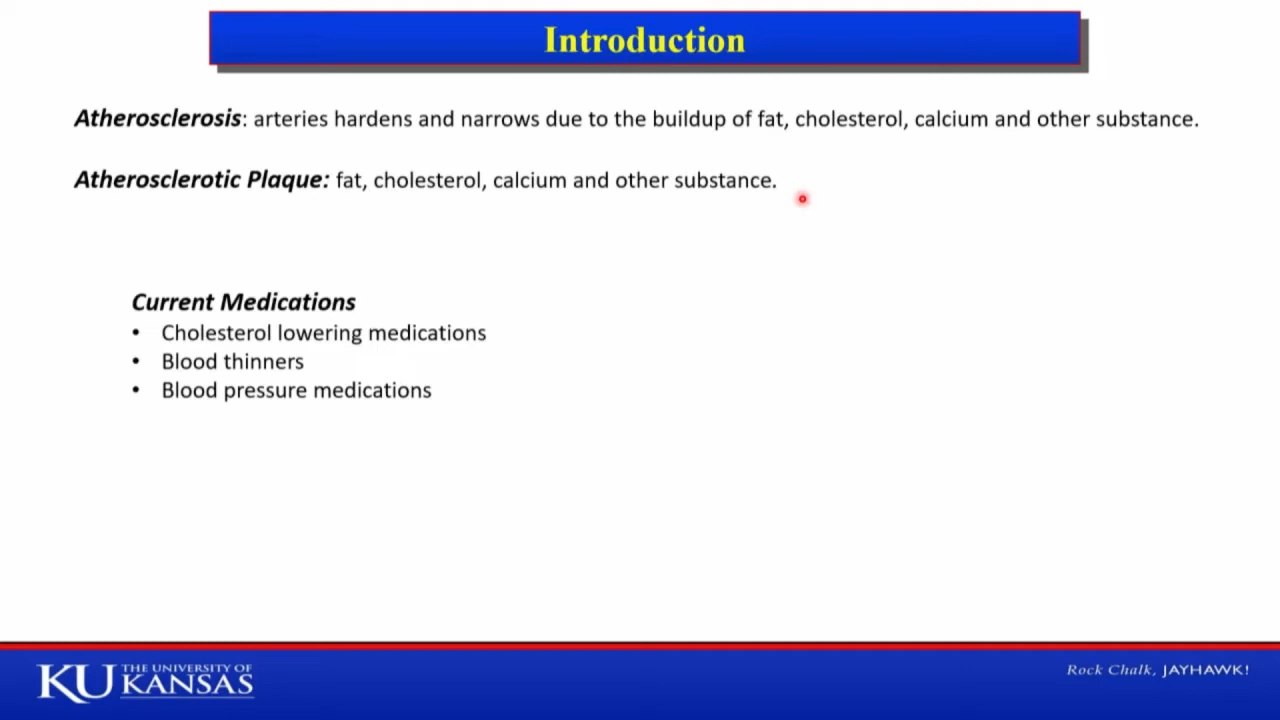 Introduction
Atherosclerosis: arteries hardens and narrows due to the buildup of fat, cholesterol, calcium and other substance.
Atherosclerotic Plaque: fat, cholesterol, calcium and other substance.
Current Medications
• Cholesterol lowering medications
• Blood thinners
• Blood pressure medications
KU THE UNIVERSITY OF
KANSAS
Rock Chalk, JAYHAWK!